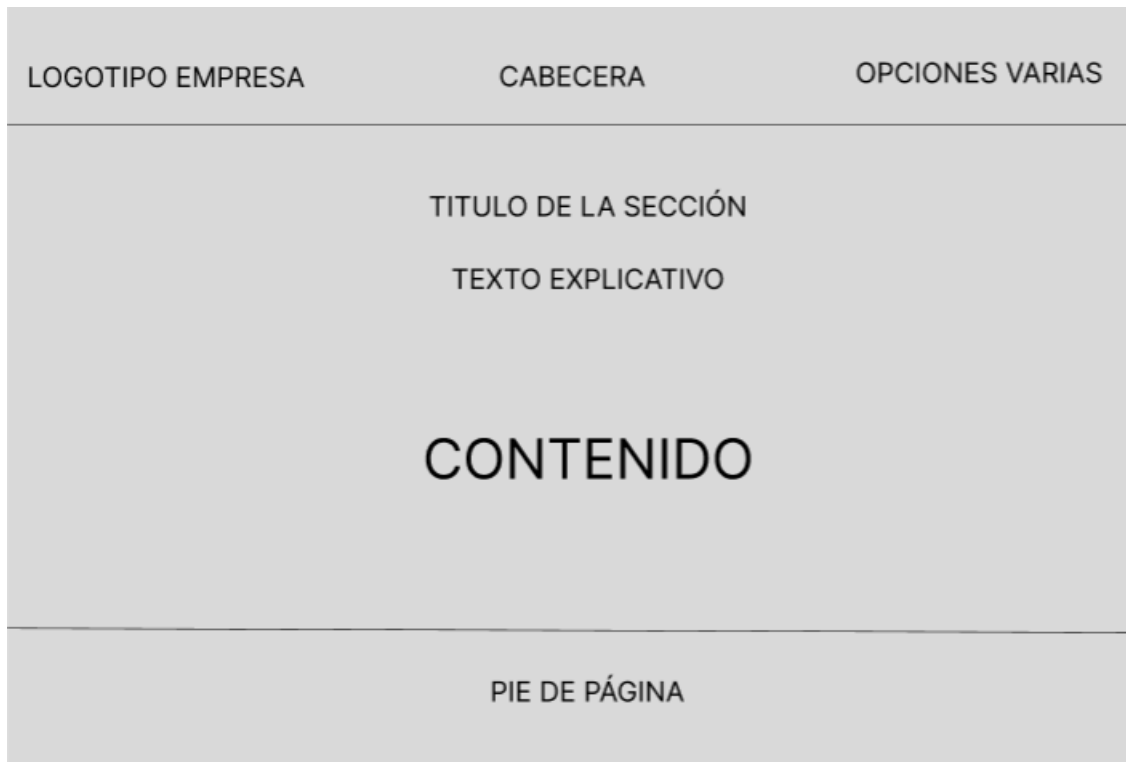 LOGOTIPO EMPRESA CABECERA OPCIONES VARIAS
TITULO DE LA SECCIÓN
TEXTO EXPLICATIVO
CONTENIDO
PIE DE PÁGINA